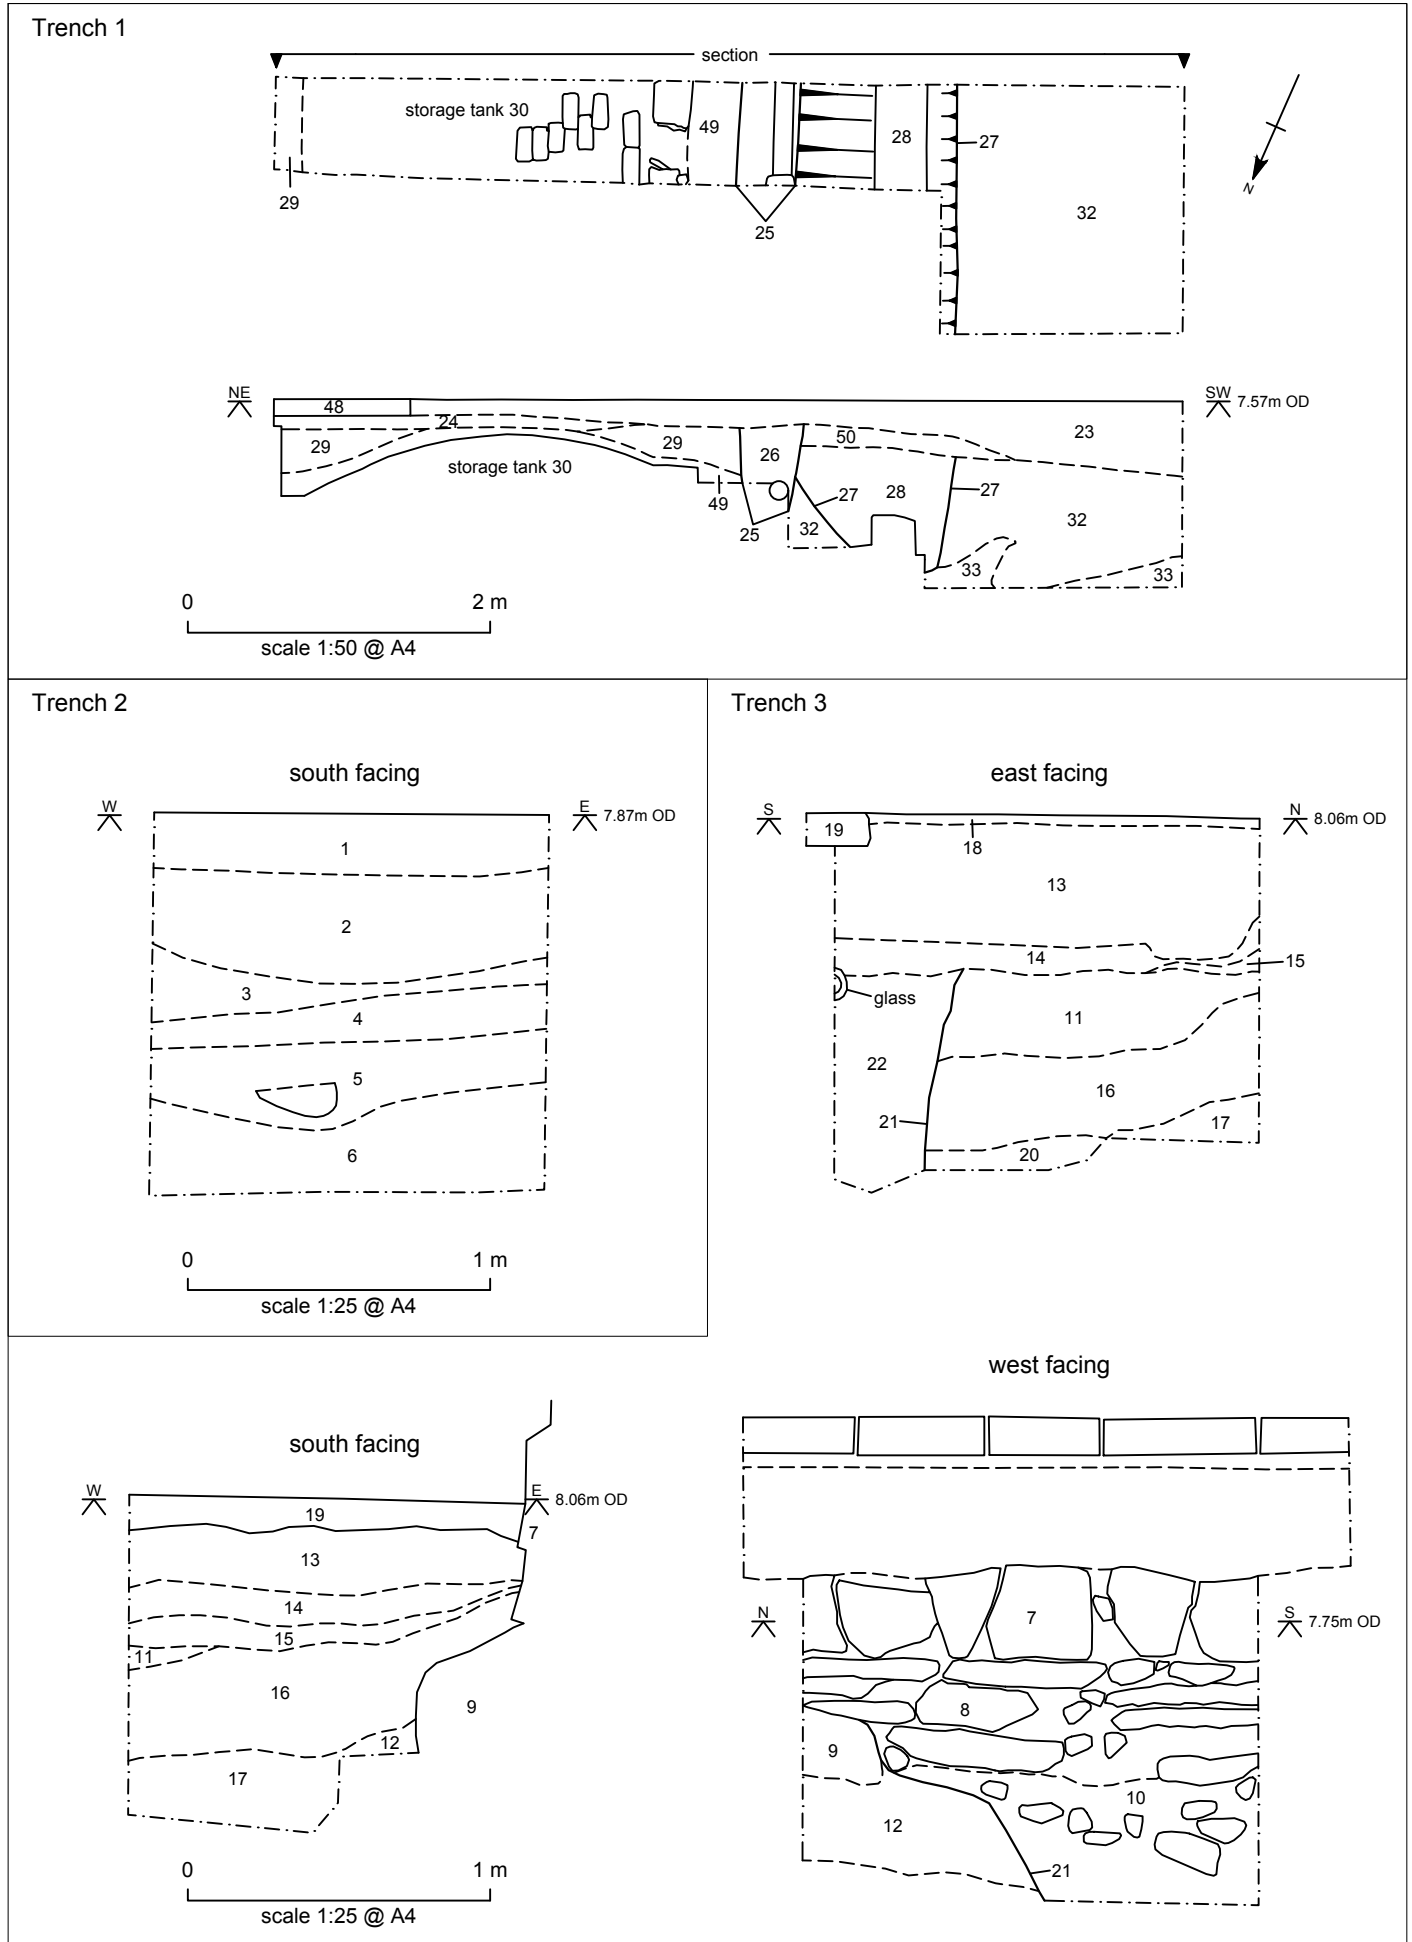 Trench 1
section
storage tank 30
49
28
27
29
25
32
N
NE
48
24
29
storage tank 30
29
49
26
25
50
27
32
28
27
23
32
33
33
SW
7.57m OD
0 2 m
scale 1:50 @ A4
Trench 2
south facing
W
E
7.87m OD
1
2
3
4
5
6
0 1 m
scale 1:25 @ A4
Trench 3
east facing
S
N
8.06m OD
19
18
13
14
15
glass
11
22
16
21
17
20
south facing
W
E
8.06m OD
19
7
13
14
15
11
16
9
12
17
0 1 m
scale 1:25 @ A4
west facing
N
S
7.75m OD
7
8
9
10
12
21